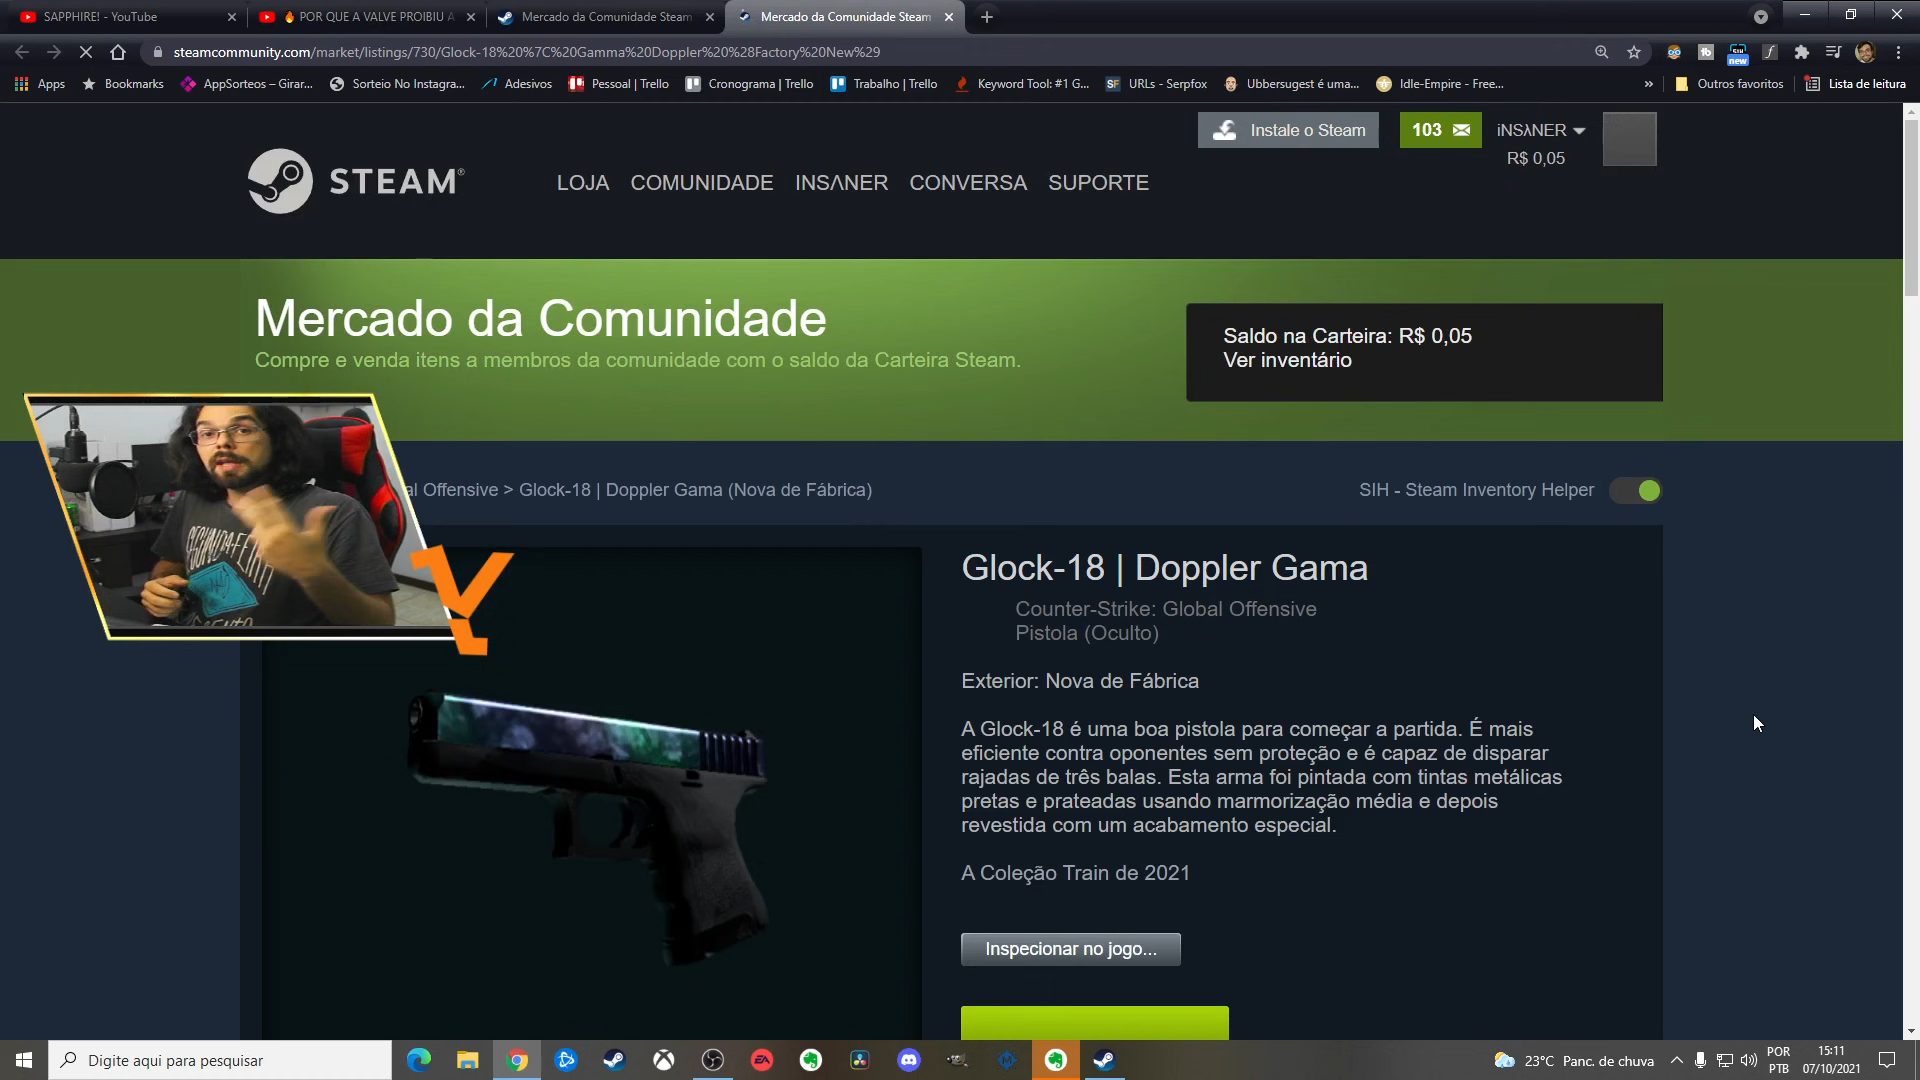 SAPPHIRE! - YouTube
🔥 POR QUE A VALVE PROIBIU A
Mercado da Comunidade Steam
Mercado da Comunidade Steam
steamcommunity.com/market/listings/730/Glock-18%20%7C%20Gamma%20Doppler%20%28Factory%20New%29
new
Apps
Bookmarks
AppSorteos – Girar...
Sorteio No Instagra...
Adesivos
Pessoal | Trello
Cronograma | Trello
Trabalho | Trello
Keyword Tool: #1 G...
URLs - Serpfox
Ubbersugest é uma...
Idle-Empire - Free...
»
Outros favoritos
Lista de leitura
Instale o Steam
103
iNSλNER
R$ 0,05
STEAM®
LOJA
COMUNIDADE
INSΛNER
CONVERSA
SUPORTE
Mercado da Comunidade
Compre e venda itens a membros da comunidade com o saldo da Carteira Steam.
Saldo na Carteira: R$ 0,05
Ver inventário
al Offensive > Glock-18 | Doppler Gama (Nova de Fábrica)
SIH - Steam Inventory Helper
SEGUNDA-FEIRA
Glock-18 | Doppler Gama
Counter-Strike: Global Offensive
Pistola (Oculto)
Exterior: Nova de Fábrica
A Glock-18 é uma boa pistola para começar a partida. É mais
eficiente contra oponentes sem proteção e é capaz de disparar
rajadas de três balas. Esta arma foi pintada com tintas metálicas
pretas e prateadas usando marmorização média e depois
revestida com um acabamento especial.
A Coleção Train de 2021
Inspecionar no jogo...
Digite aqui para pesquisar
EA
23°C Panc. de chuva
POR
PTB
15:11
07/10/2021